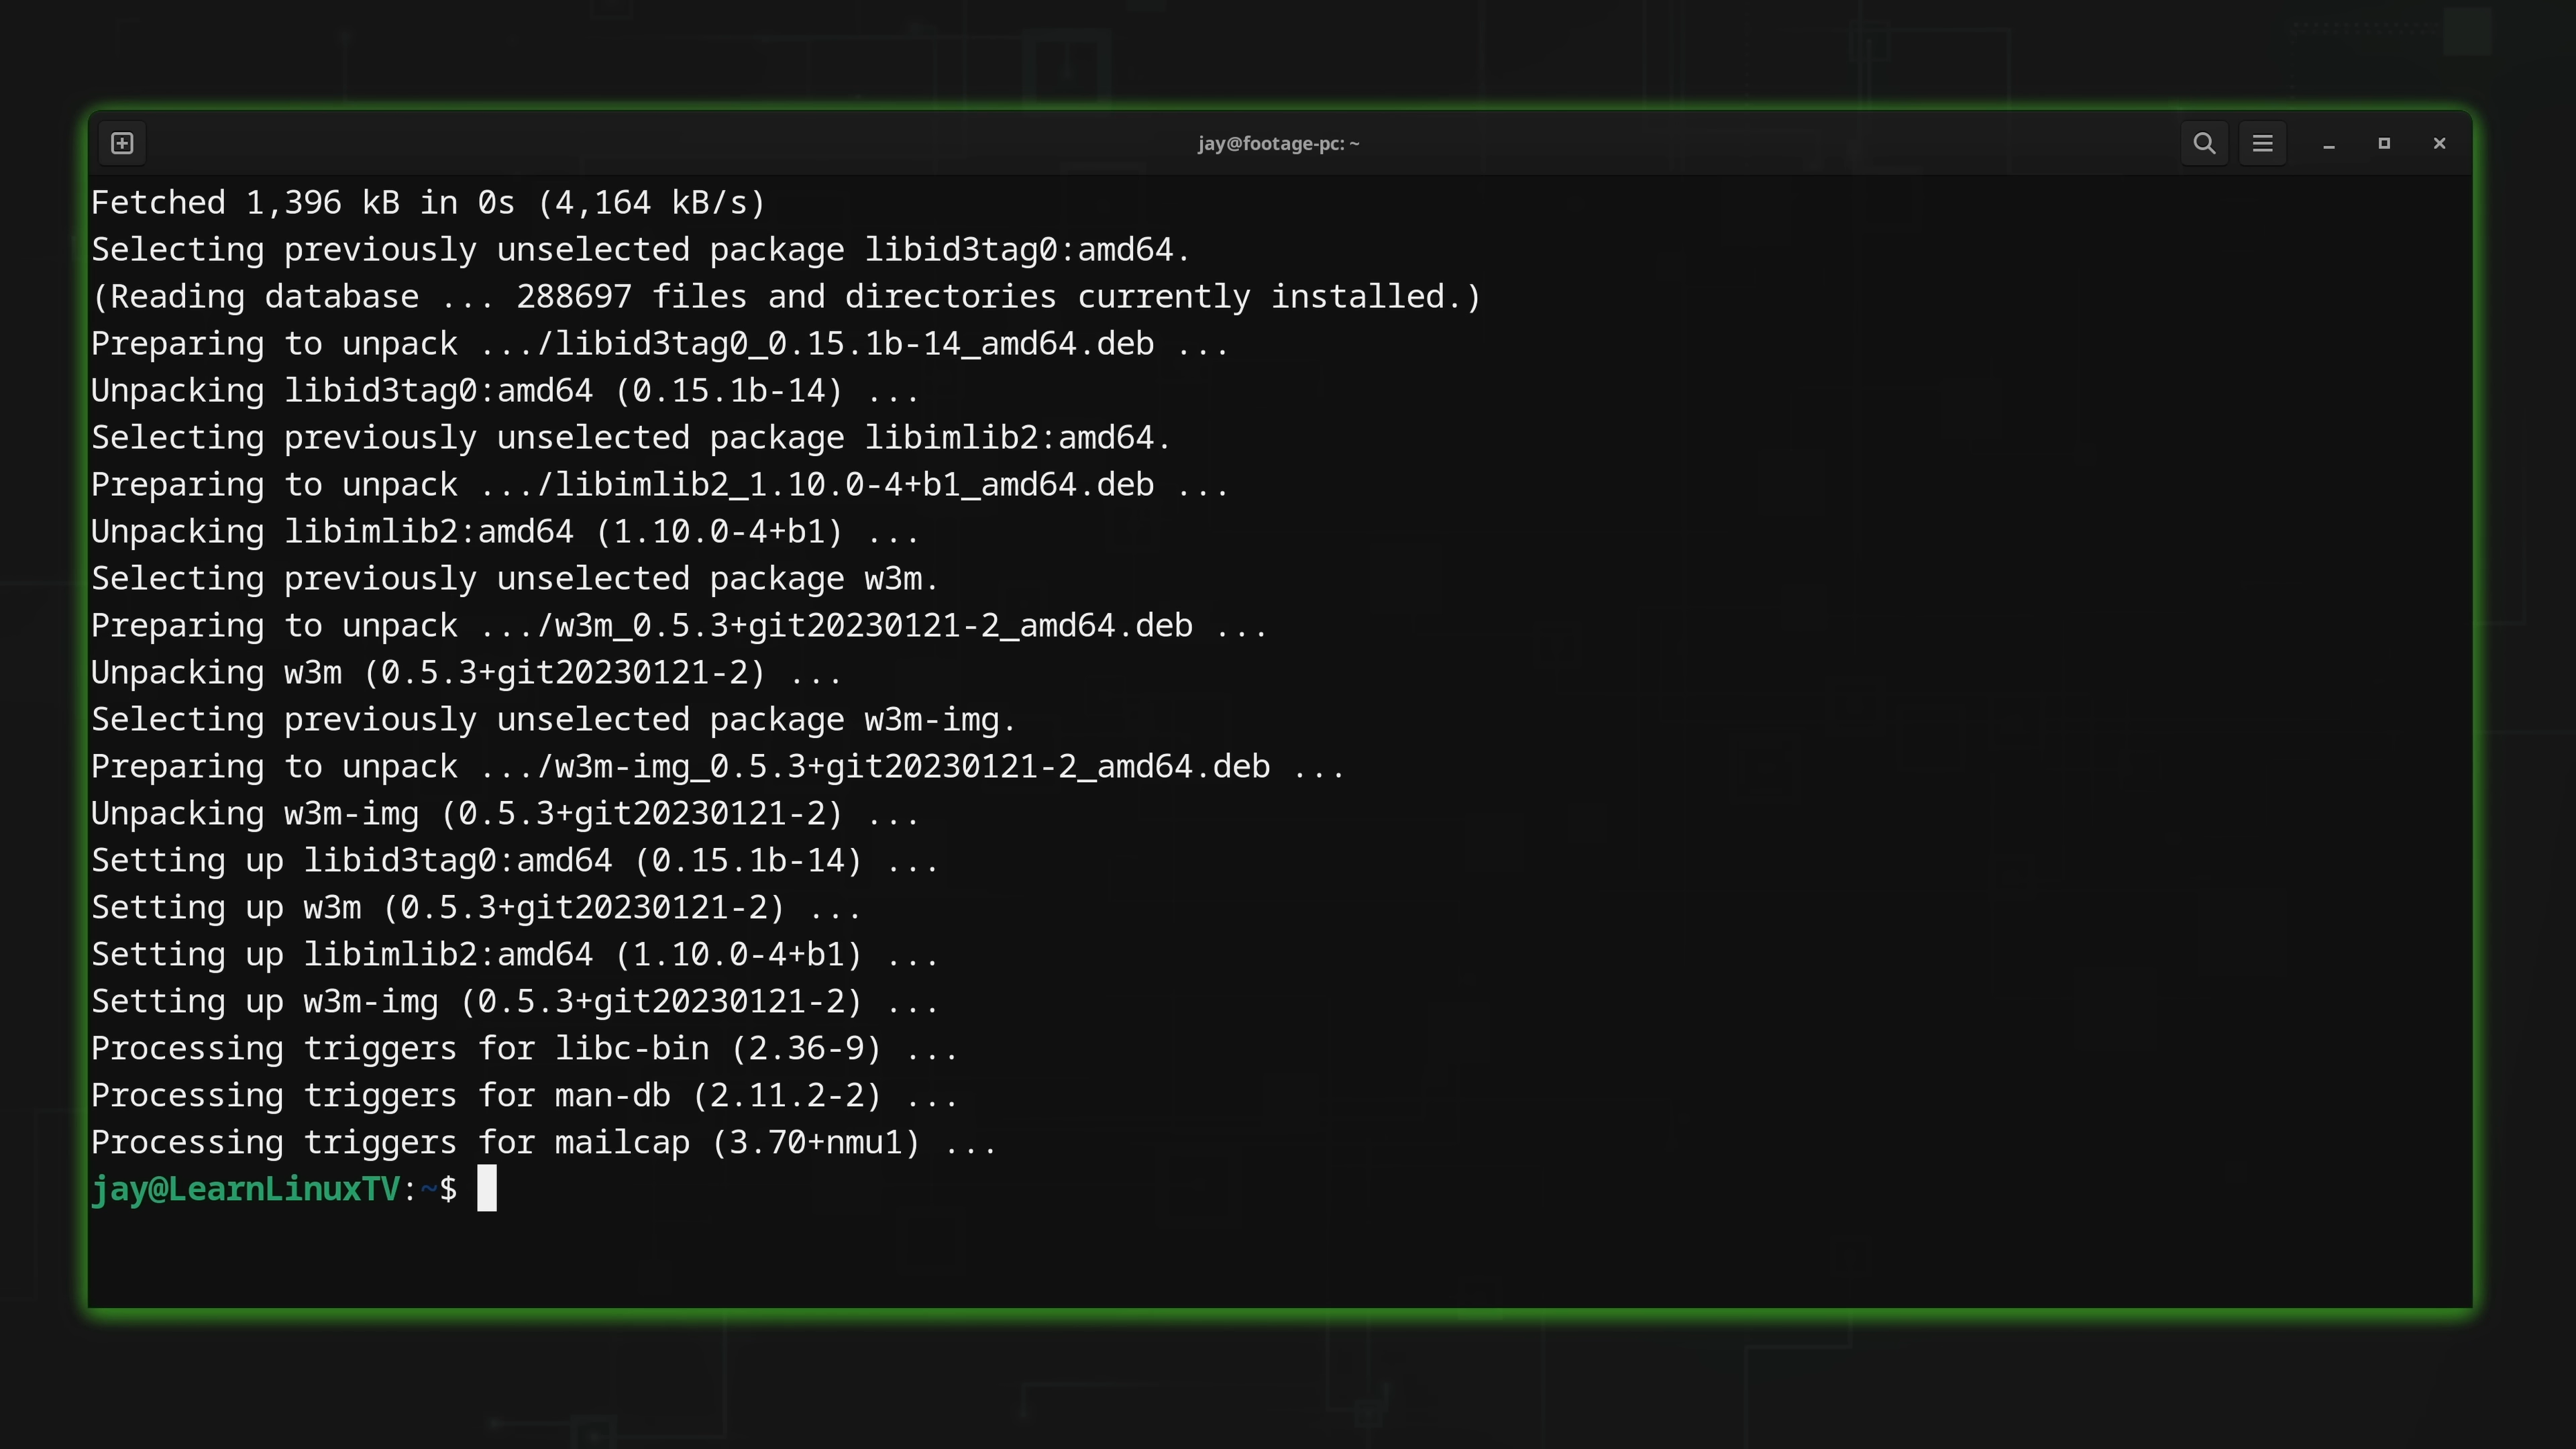 jay@footage-pc: ~
Fetched 1,396 kB in 0s (4,164 kB/s)
Selecting previously unselected package libid3tag0:amd64.
(Reading database ... 288697 files and directories currently installed.)
Preparing to unpack .../libid3tag0_0.15.1b-14_amd64.deb ...
Unpacking libid3tag0:amd64 (0.15.1b-14) ...
Selecting previously unselected package libimlib2:amd64.
Preparing to unpack .../libimlib2_1.10.0-4+b1_amd64.deb ...
Unpacking libimlib2:amd64 (1.10.0-4+b1) ...
Selecting previously unselected package w3m.
Preparing to unpack .../w3m_0.5.3+git20230121-2_amd64.deb ...
Unpacking w3m (0.5.3+git20230121-2) ...
Selecting previously unselected package w3m-img.
Preparing to unpack .../w3m-img_0.5.3+git20230121-2_amd64.deb ...
Unpacking w3m-img (0.5.3+git20230121-2) ...
Setting up libid3tag0:amd64 (0.15.1b-14) ...
Setting up w3m (0.5.3+git20230121-2) ...
Setting up libimlib2:amd64 (1.10.0-4+b1) ...
Setting up w3m-img (0.5.3+git20230121-2) ...
Processing triggers for libc-bin (2.36-9) ...
Processing triggers for man-db (2.11.2-2) ...
Processing triggers for mailcap (3.70+nmu1) ...
jay@LearnLinuxTV:~$